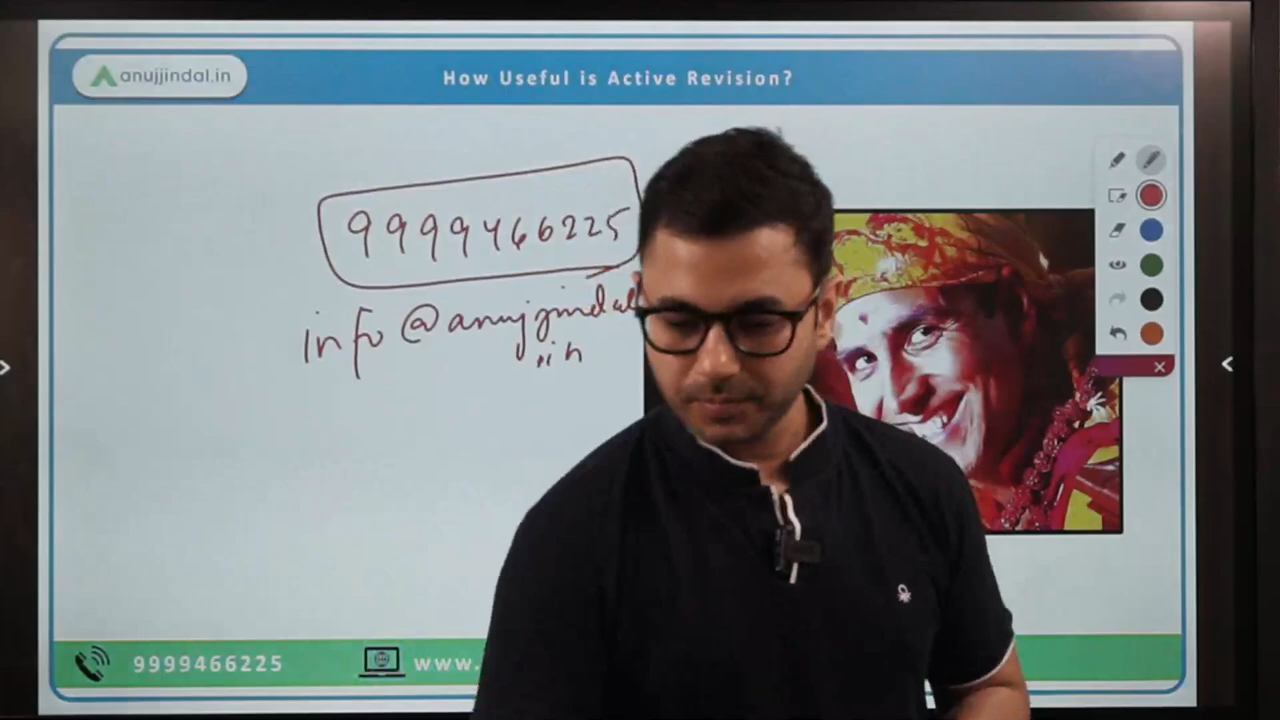 anujjindal.in
How Useful is Active Revision?
9999466225
info@anujjindal
.in
9999466225
www.